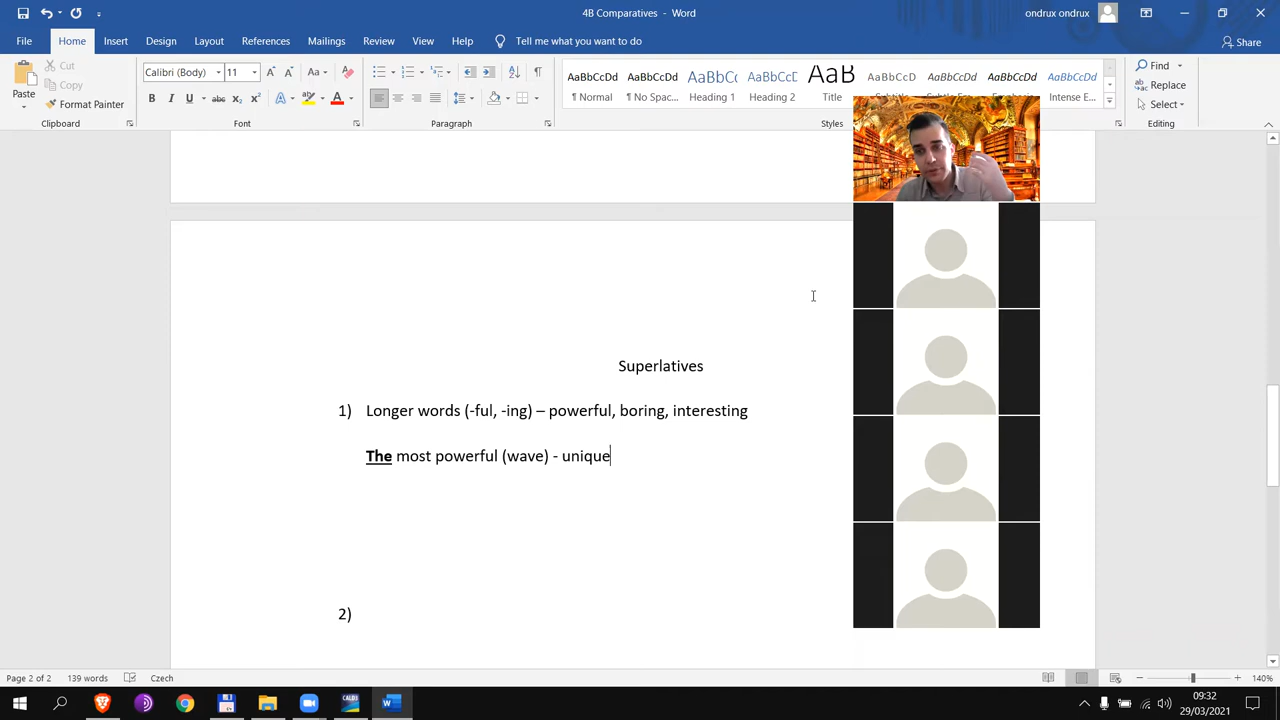 4B Comparatives - Word
ondrux ondrux
File Home Insert Design Layout References Mailings Review View Help Tell me what you want to do
Share
Paste
Cut
Copy
Format Painter
Clipboard
Calibri (Body) 11
Font
Paragraph
AaBbCcDd AaBbCcDd AaBbC AaBbCcD AaB AaBbCcD AaBbCcDd AaBbCcDd AaBbCcDd
¶ Normal ¶ No Spac... Heading 1 Heading 2 Title Intense E...
Styles
Find
Replace
Select
Editing
Superlatives
1) Longer words (-ful, -ing) – powerful, boring, interesting
The most powerful (wave) - unique
2)
Page 2 of 2 139 words Czech
140%
CALD3
09:32
29/03/2021